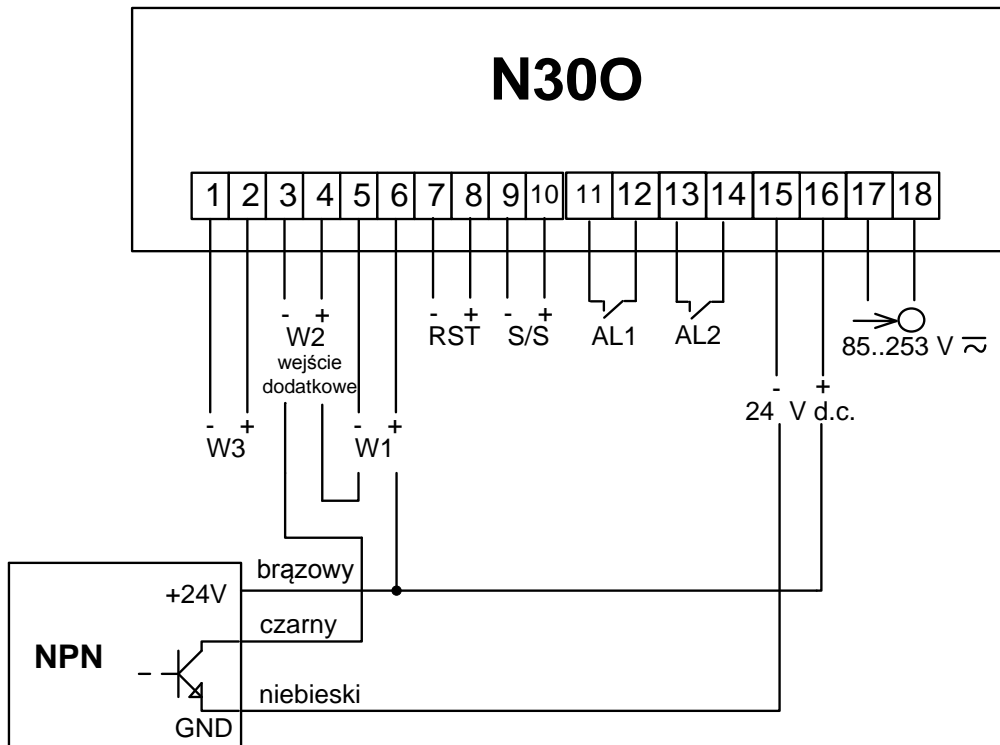 N30O
1 2 3 4 5 6 7 8 9 10 11 12 13 14 15 16 17 18
- + - + - + AL1 AL2
W2 RST S/S
85..253 V
wejście
dodatkowe
- +
24 V d.c.
- + - +
W3 W1
brązowy
+24V
czarny
NPN
niebieski
GND